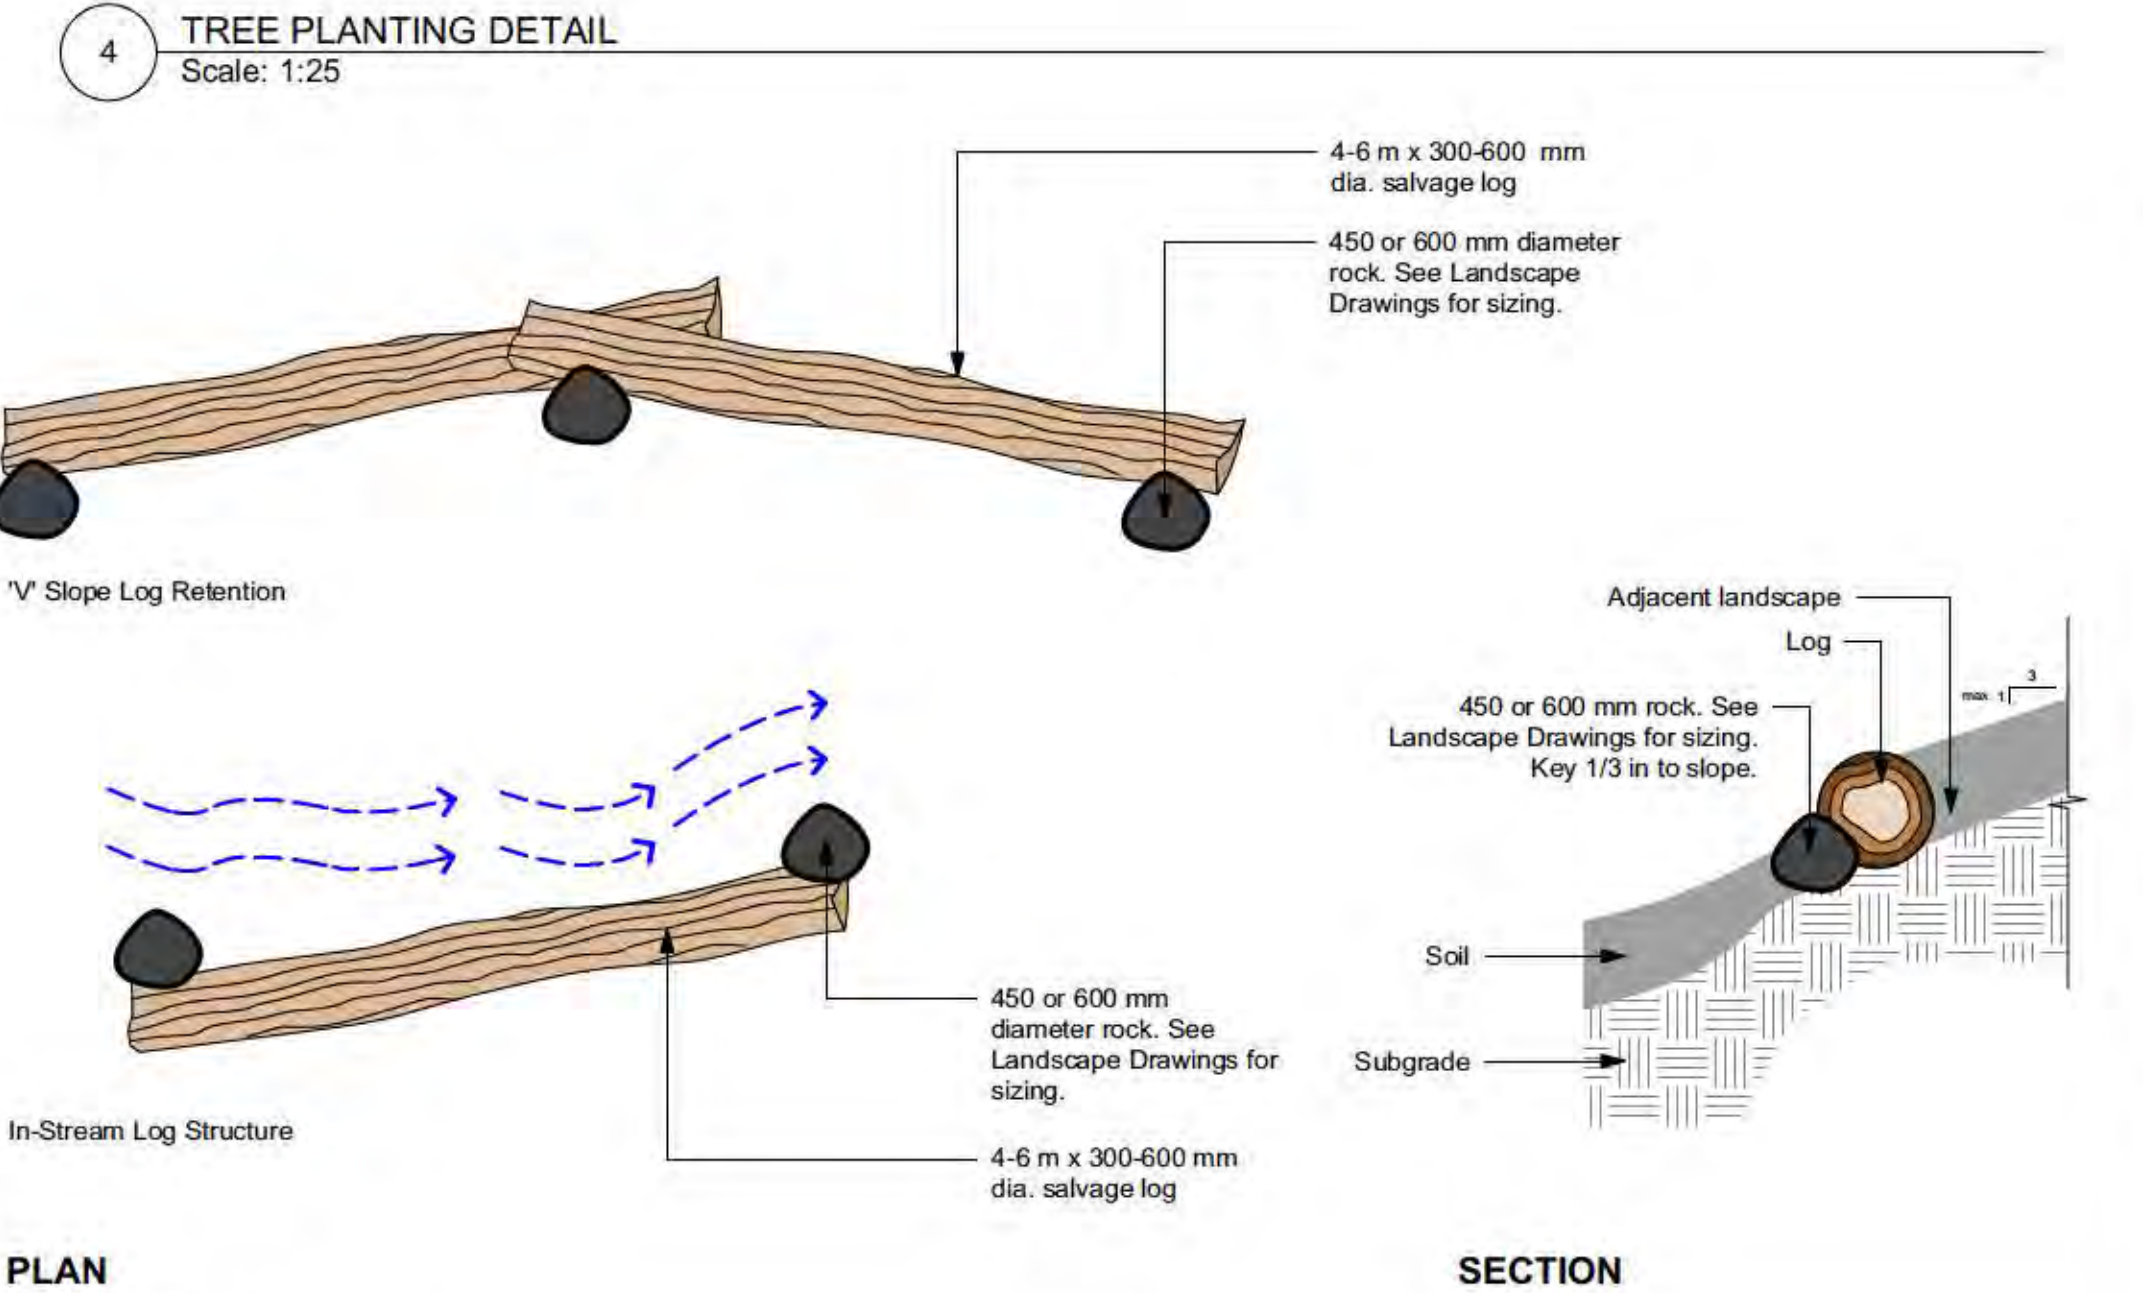 4
TREE PLANTING DETAIL
Scale: 1:25
4-6 m x 300-600 mm
dia. salvage log
450 or 600 mm diameter
rock. See Landscape
Drawings for sizing.
'V' Slope Log Retention
Adjacent landscape
Log
3
max 1
450 or 600 mm rock. See
Landscape Drawings for sizing.
Key 1/3 in to slope.
Soil
Subgrade
450 or 600 mm
diameter rock. See
Landscape Drawings for
sizing.
In-Stream Log Structure
4-6 m x 300-600 mm
dia. salvage log
PLAN
SECTION